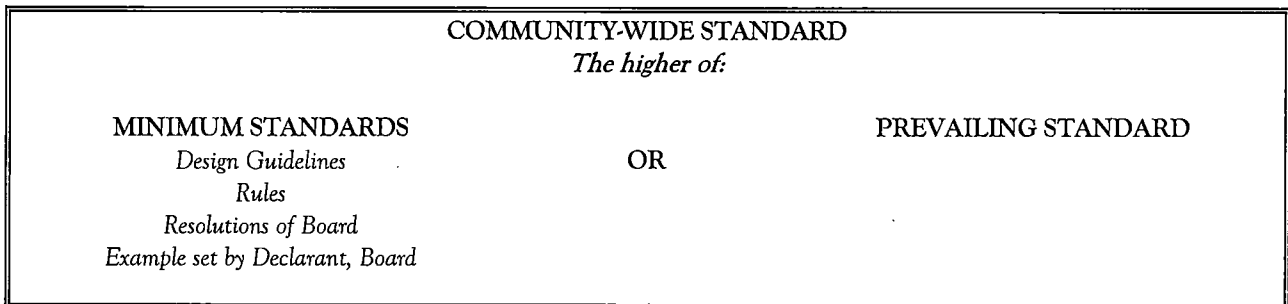 COMMUNITY-WIDE STANDARD
The higher of:
MINIMUM STANDARDS
Design Guidelines
Rules
Resolutions of Board
Example set by Declarant, Board
OR
PREVAILING STANDARD